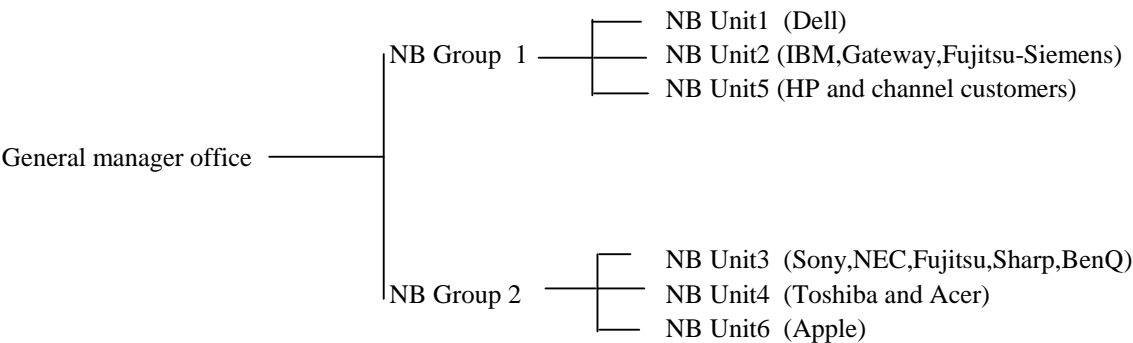 NB Unit1 (Dell)
NB Group 1
NB Unit2 (IBM,Gateway,Fujitsu-Siemens)
NB Unit5 (HP and channel customers)
General manager office
NB Unit3 (Sony,NEC,Fujitsu,Sharp,BenQ)
NB Group 2
NB Unit4 (Toshiba and Acer)
NB Unit6 (Apple)